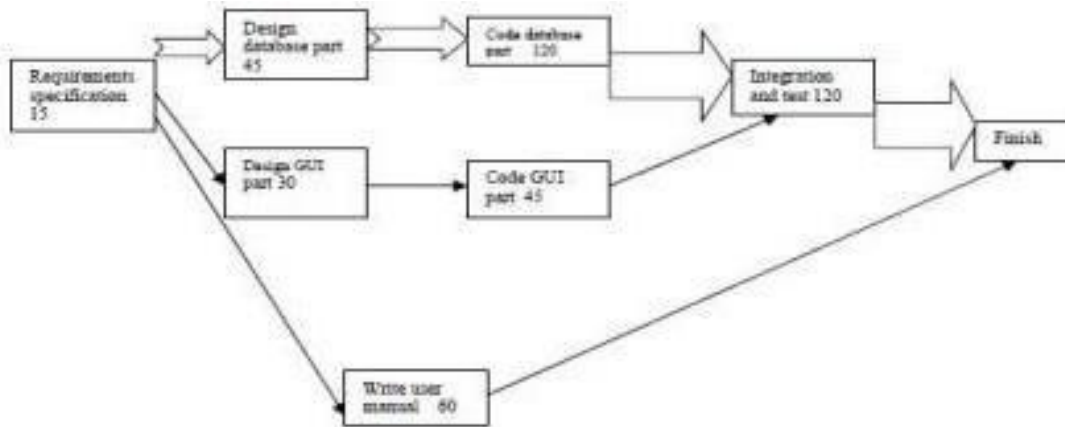 Design
database part
45
Code database
part 120
Requirements
specification
15
Integration
and test 120
Finish
Design GUI
part 30
Code GUI
part 45
Write user
manual 60